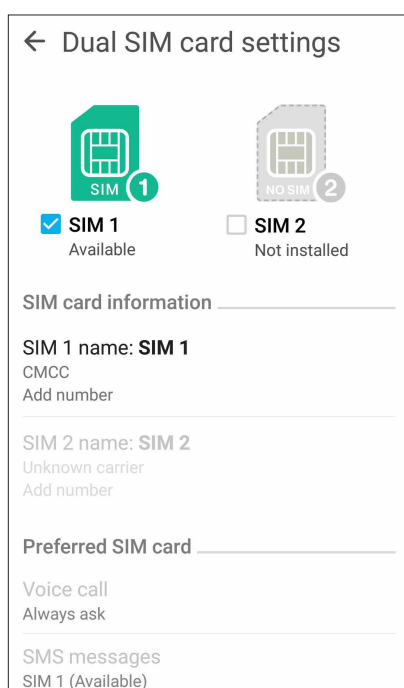 Dual SIM card settings
SIM 1
NO SIM 2
SIM 1
Available
SIM 2
Not installed
SIM card information
SIM 1 name: SIM 1
CMCC
Add number
SIM 2 name: SIM 2
Unknown carrier
Add number
Preferred SIM card
Voice call
Always ask
SMS messages
SIM 1 (Available)